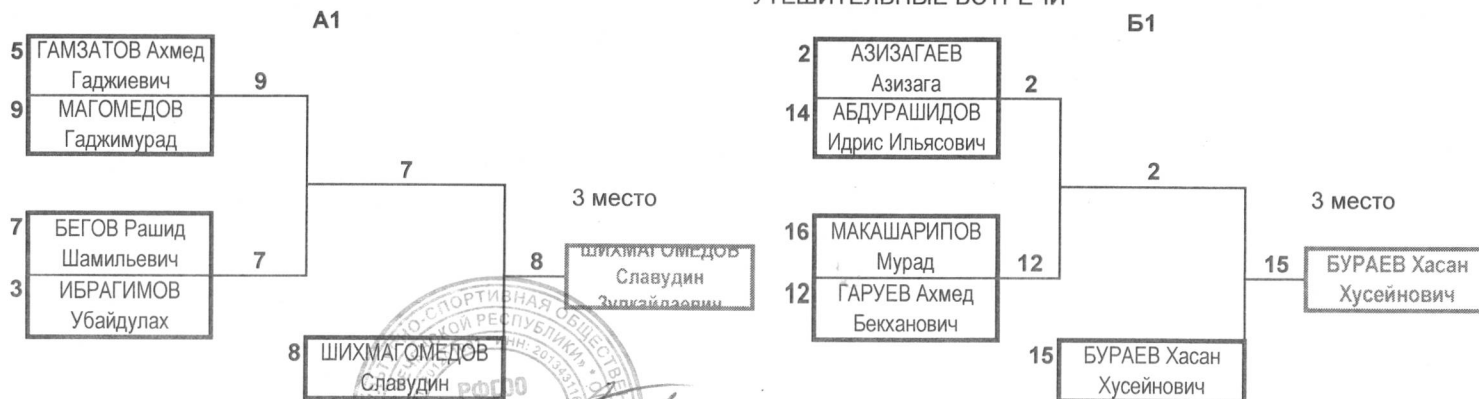 А1
5 ГАМЗАТОВ Ахмед
Гаджиевич
9
9 МАГОМЕДОВ
Гаджимурад
7
3 место
7 БЕГОВ Рашид
Шамильевич
7
3 ИБРАГИМОВ
Убайдулах
8
ШИХМАГОМЕДОВ
Славудин
8 ШИХМАГОМЕДОВ
Славудин
Б1
2 АЗИЗАГАЕВ
Азизага
2
14 АБДУРАШИДОВ
Идрис Ильясович
2
3 место
16 МАКАШАРИПОВ
Мурад
12
12 ГАРУЕВ Ахмед
Бекханович
15
БУРАЕВ Хасан
Хусейнович
15 БУРАЕВ Хасан
Хусейнович
РФСОО